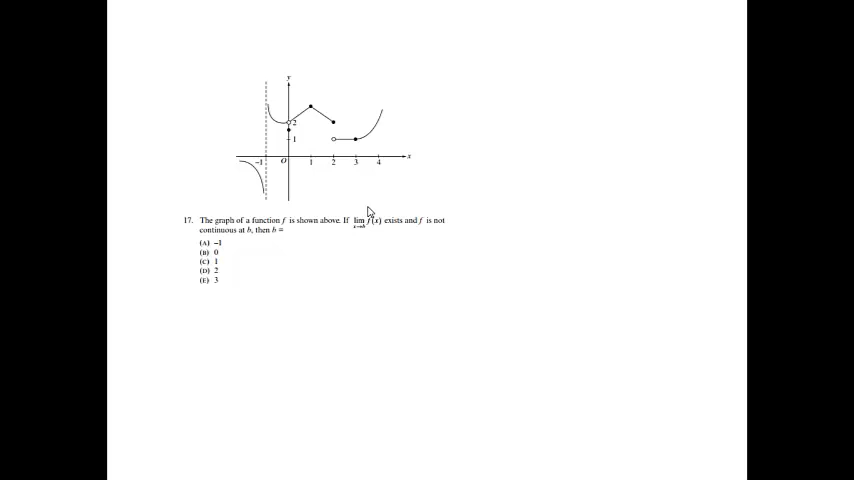 y
2
1
-1 O 1 2 3 4 x
17. The graph of a function f is shown above. If lim f(x) exists and f is not
x→b
continuous at b, then b =
(A) –1
(B) 0
(C) 1
(D) 2
(E) 3